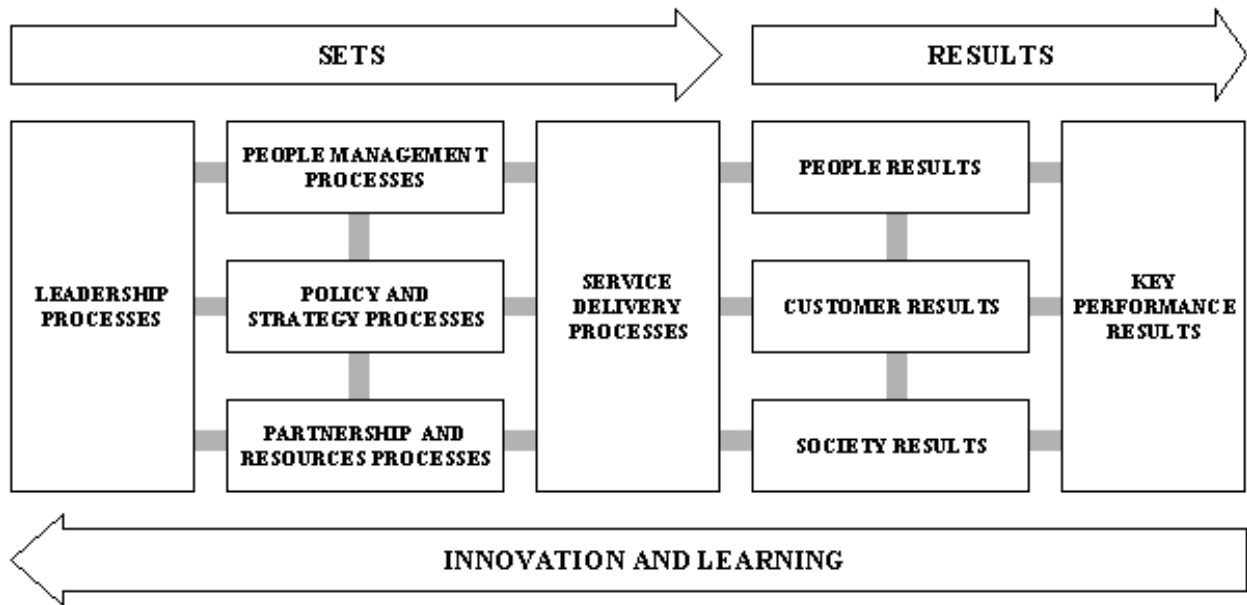 SETS
RESULTS
LEADERSHIP
PROCESSES
PEOPLE MANAGEMENT
PROCESSES
POLICY AND
STRATEGY PROCESSES
PARTNERSHIP AND
RESOURCES PROCESSES
SERVICE
DELIVERY
PROCESSES
PEOPLE RESULTS
CUSTOMER RESULTS
SOCIETY RESULTS
KEY
PERFORMANCE
RESULTS
INNOVATION AND LEARNING